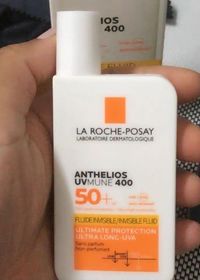 HELIOS
400
LA ROCHE-POSAY
LABORATOIRE DERMATOLOGIQUE
ANTHELIOS
UVMUNE 400
50+
FLUIDE INVISIBLE/INVISIBLE FLUID
ULTIMATE PROTECTION
ULTRA LONG-UVA
Sans parfum
Non-perfumed